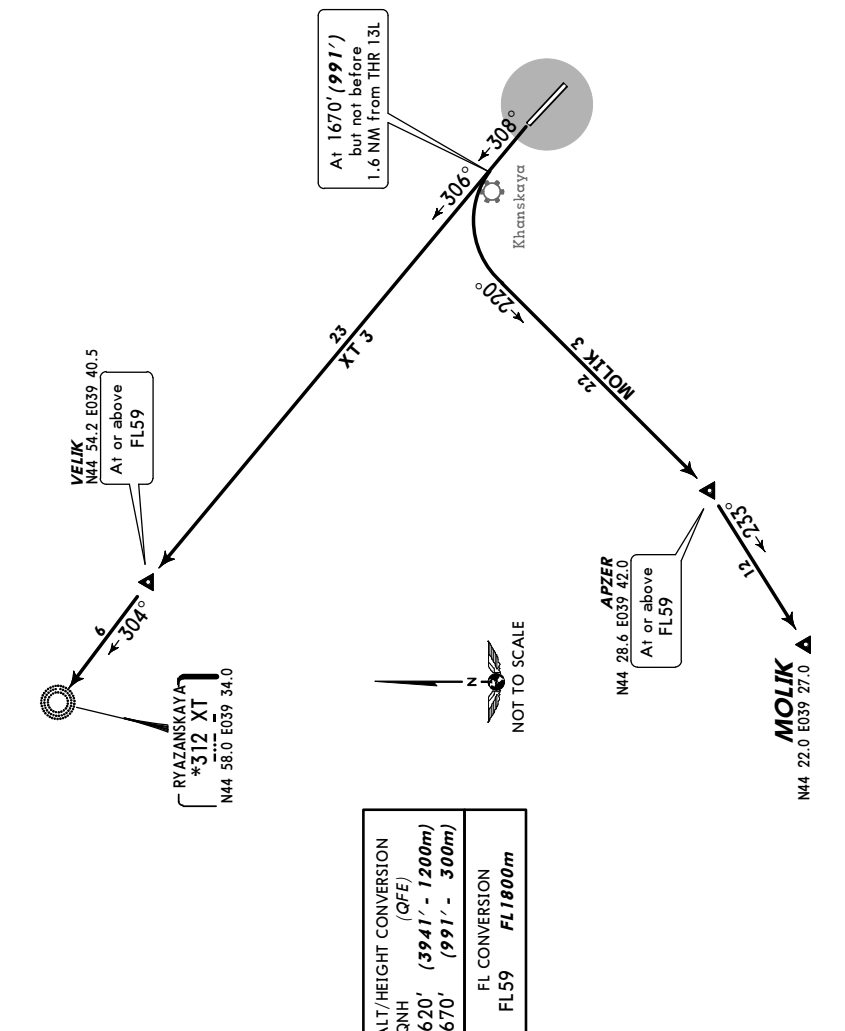 At 1670' (991')
but not before
1.6 NM from THR 13L
308°
306°
Khanskaya
220°
23
XT 3
MOLIK 3
22
VELIK
N44 54.2 E039 40.5
At or above
FL59
6
304°
RYAZANSKAYA
*312 XT
N44 58.0 E039 34.0
N
NOT TO SCALE
APZER
N44 28.6 E039 42.0
At or above
FL59
233°
12
MOLIK
N44 22.0 E039 27.0
ALT/HEIGHT CONVERSION
QNH (QFE)
620' (3941' - 1200m)
670' (991' - 300m)
FL CONVERSION
FL59 FL1800m